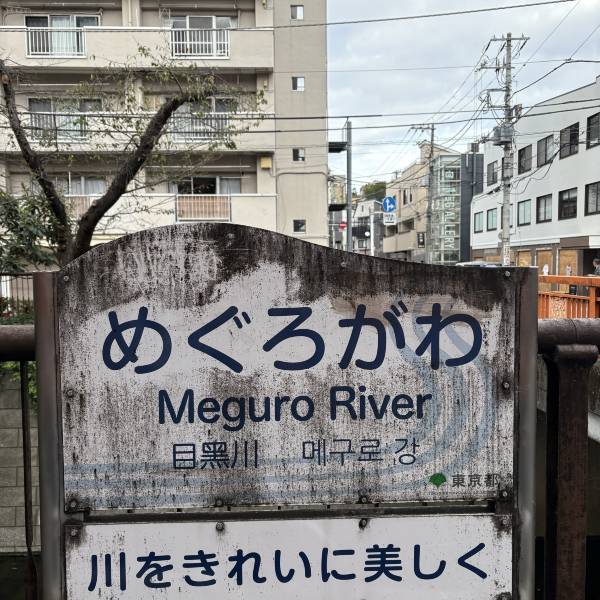 めぐろがわ
Meguro River
目黑川 메구로 강
東京都
川をきれいに美しく